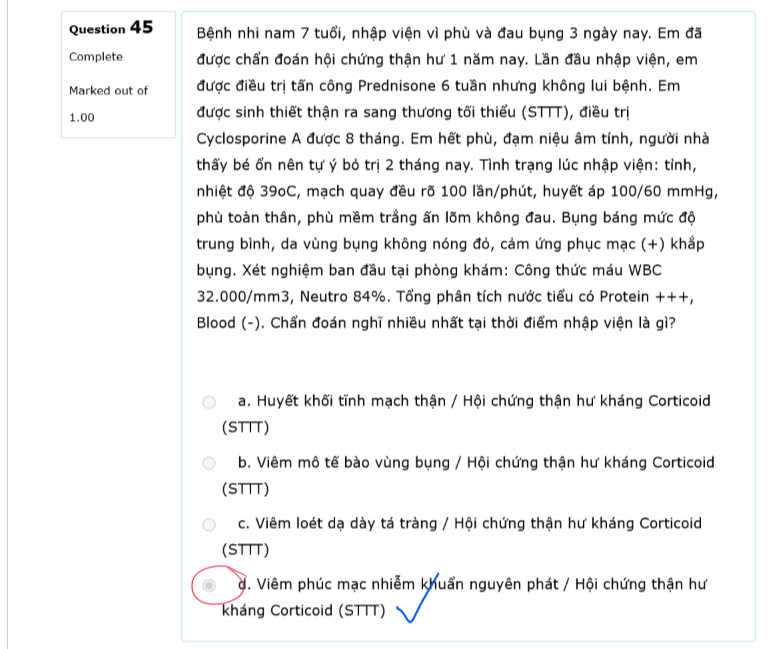 Question 45
Complete
Marked out of
1.00
Bệnh nhi nam 7 tuổi, nhập viện vì phù và đau bụng 3 ngày nay. Em đã
được chẩn đoán hội chứng thận hư 1 năm nay. Lần đầu nhập viện, em
được điều trị tấn công Prednisone 6 tuần nhưng không lui bệnh. Em
được sinh thiết thận ra sang thương tối thiểu (STTT), điều trị
Cyclosporine A được 8 tháng. Em hết phù, đạm niệu âm tính, người nhà
thấy bé ổn nên tự ý bỏ trị 2 tháng nay. Tình trạng lúc nhập viện: tỉnh,
nhiệt độ 39oC, mạch quay đều rõ 100 lần/phút, huyết áp 100/60 mmHg,
phù toàn thân, phù mềm trắng ấn lõm không đau. Bụng báng mức độ
trung bình, da vùng bụng không nóng đỏ, cảm ứng phục mạc (+) khắp
bụng. Xét nghiệm ban đầu tại phòng khám: Công thức máu WBC
32.000/mm3, Neutro 84%. Tổng phân tích nước tiểu có Protein +++,
Blood (-). Chẩn đoán nghĩ nhiều nhất tại thời điểm nhập viện là gì?
a. Huyết khối tĩnh mạch thận / Hội chứng thận hư kháng Corticoid
(STTT)
b. Viêm mô tế bào vùng bụng / Hội chứng thận hư kháng Corticoid
(STTT)
c. Viêm loét dạ dày tá tràng / Hội chứng thận hư kháng Corticoid
(STTT)
d. Viêm phúc mạc nhiễm khuẩn nguyên phát / Hội chứng thận hư
kháng Corticoid (STTT)